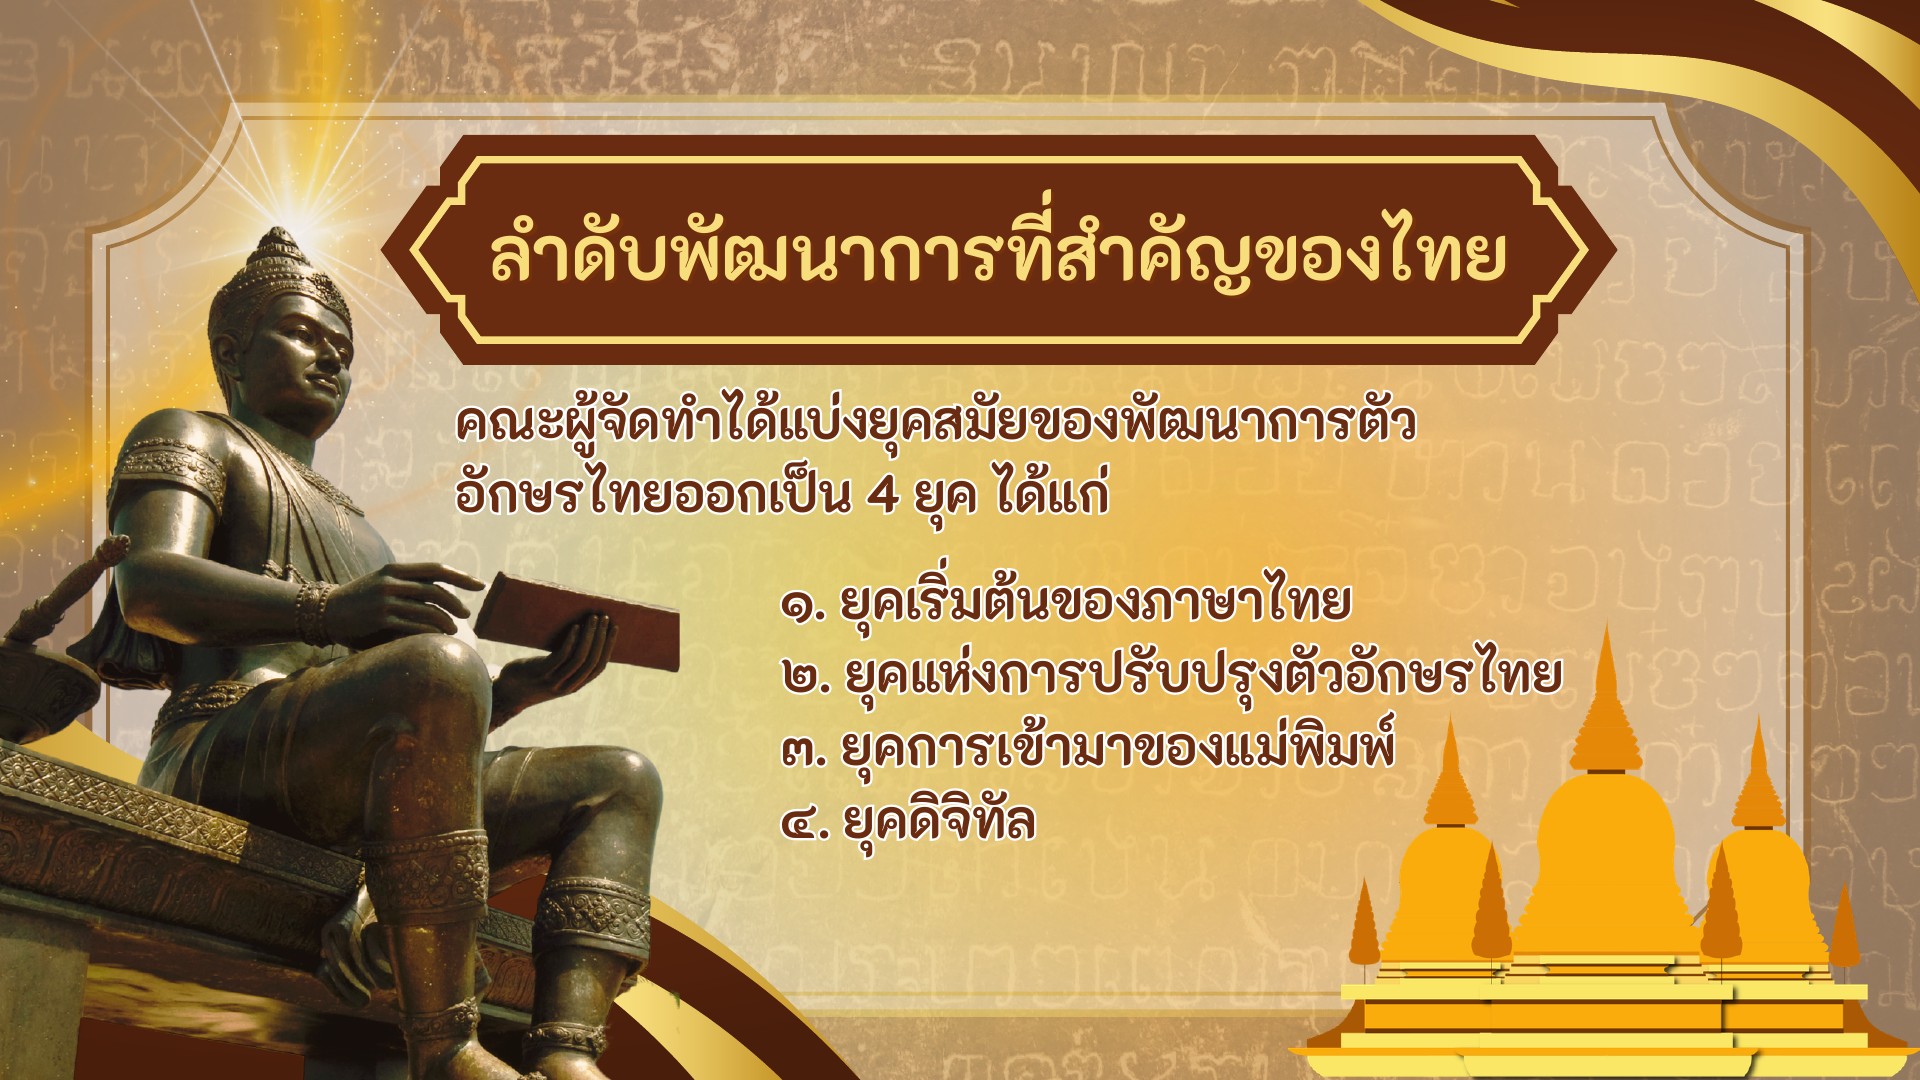 ลำดับพัฒนาการที่สำคัญของไทย
คณะผู้จัดทำได้แบ่งยุคสมัยของพัฒนาการตัว
อักษรไทยออกเป็น 4 ยุค ได้แก่
๑. ยุคเริ่มต้นของภาษาไทย
๒. ยุคแห่งการปรับปรุงตัวอักษรไทย
๓. ยุคการเข้ามาของแม่พิมพ์
๔. ยุคดิจิทัล